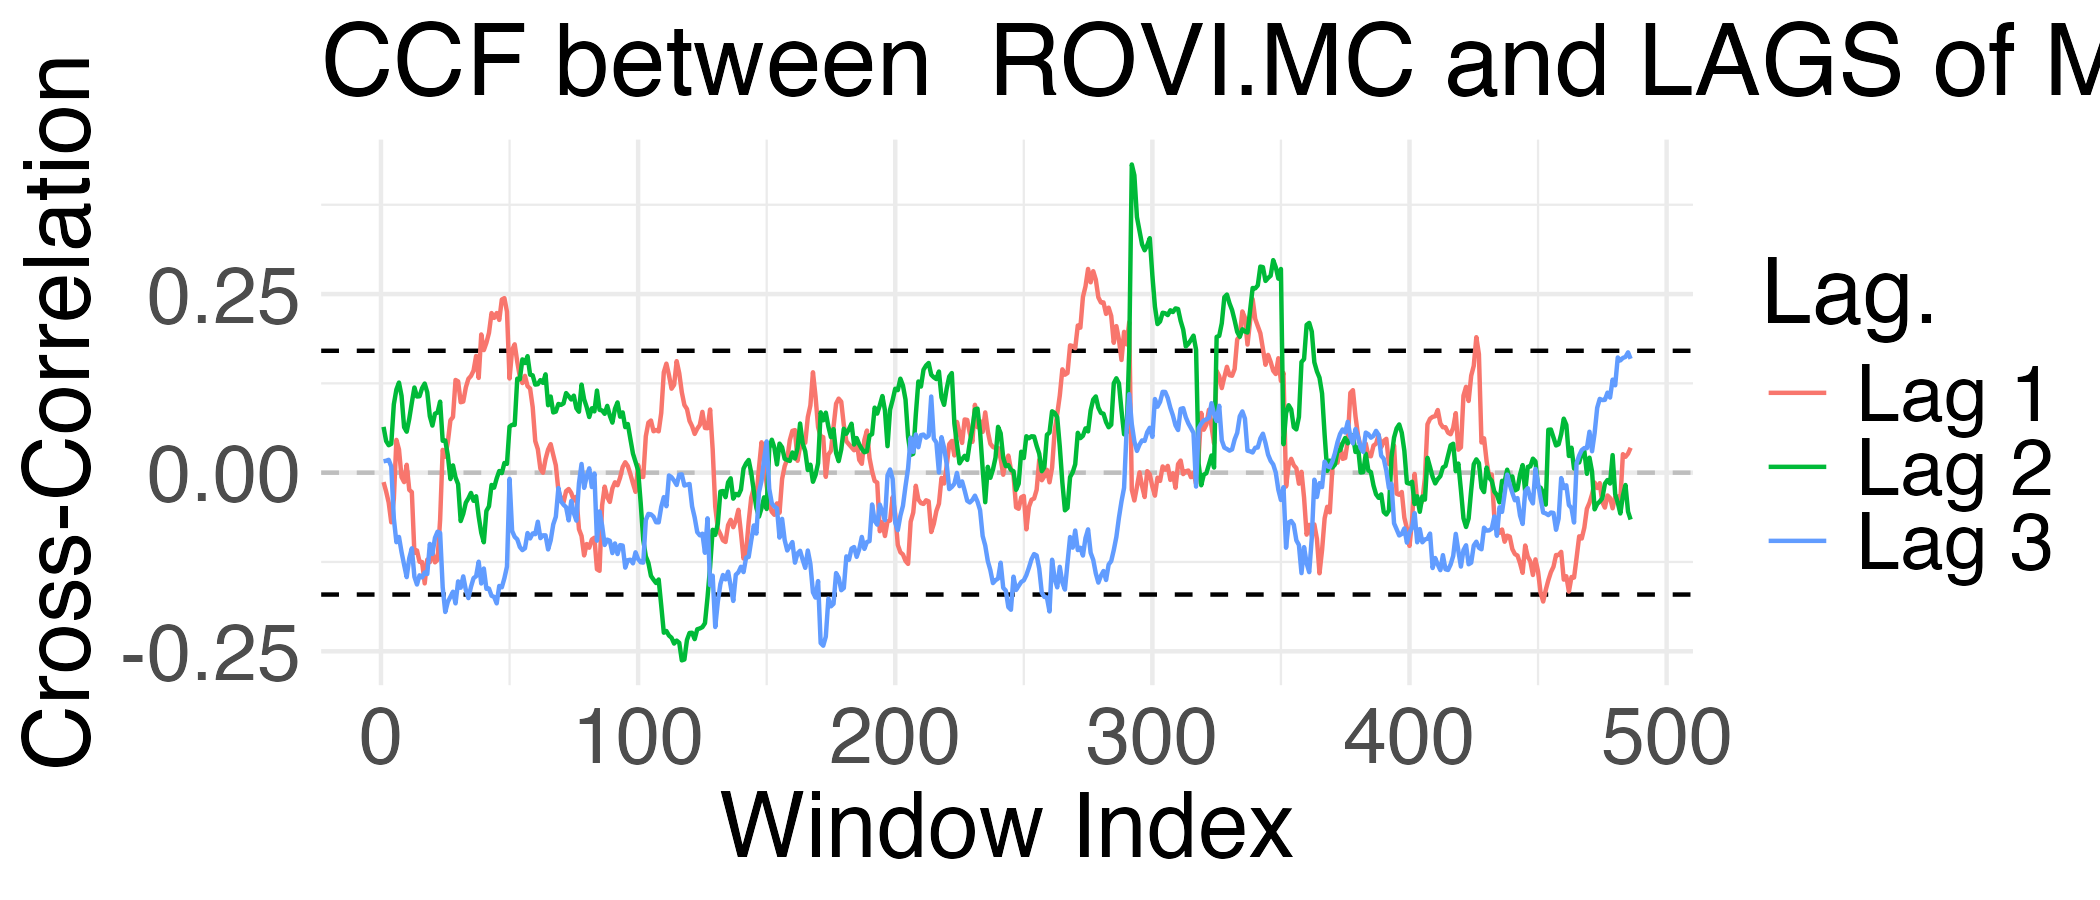 CCF between  ROVI.MC and LAGS of M
Cross-Correlation
0.25
0.00
-0.25
0
100
200
300
400
500
Window Index
Lag.
Lag 1
Lag 2
Lag 3